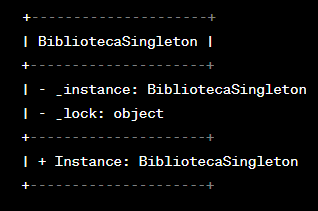 +----------------------+
| BibliotecaSingleton |
+----------------------+
| - _instance: BibliotecaSingleton
| - _lock: object
+----------------------+
| + Instance: BibliotecaSingleton
+----------------------+